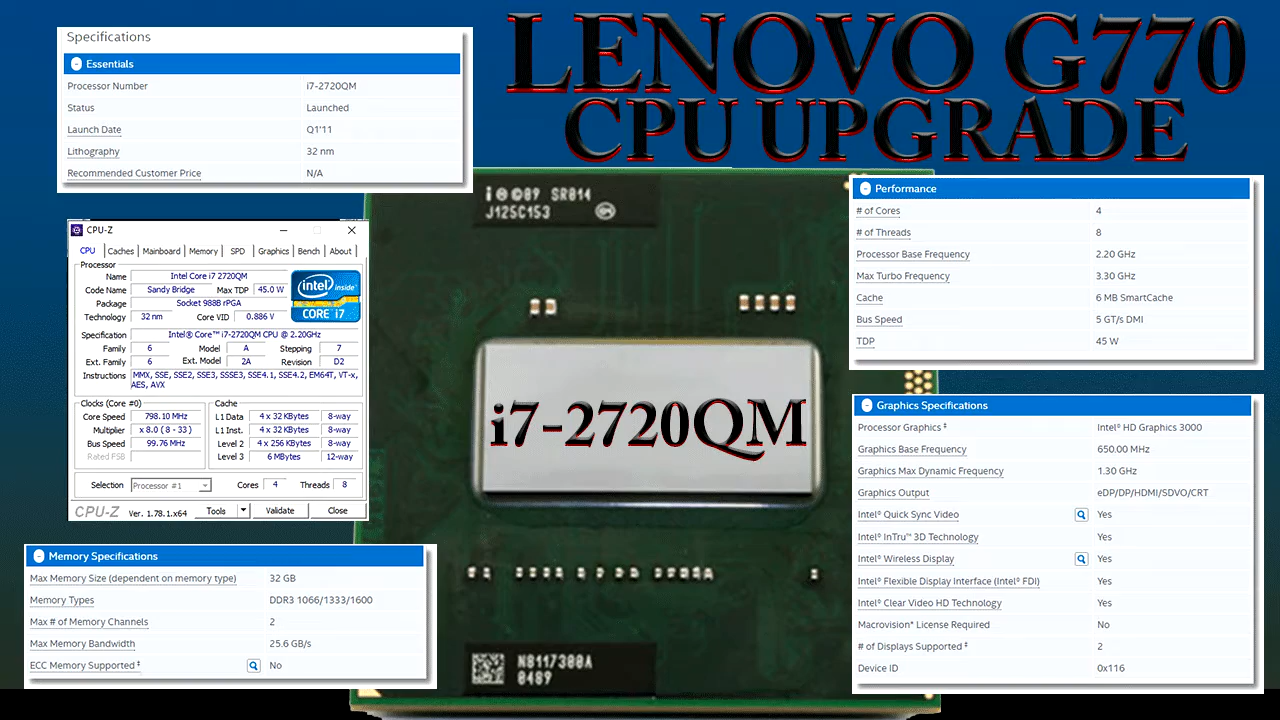 LENOVO G770
CPU UPGRADE
Specifications
Essentials
Processor Number i7-2720QM
Status Launched
Launch Date Q1'11
Lithography 32 nm
Recommended Customer Price N/A
i Ⓜ©09 SR014
J125C153
i7-2720QM
N8117300A
0489
CPU-Z
CPU Caches Mainboard Memory SPD Graphics Bench About
Processor
Name Intel Core i7 2720QM
Code Name Sandy Bridge Max TDP 45.0 W
Package Socket 988B rPGA
Technology 32 nm Core VID 0.886 V
intel inside™
CORE i7
Specification Intel® Core™ i7-2720QM CPU @ 2.20GHz
Family 6 Model A Stepping 7
Ext. Family 6 Ext. Model 2A Revision D2
Instructions MMX, SSE, SSE2, SSE3, SSSE3, SSE4.1, SSE4.2, EM64T, VT-x,
AES, AVX
Clocks (Core #0)
Core Speed 798.10 MHz
Multiplier x 8.0 ( 8 - 33 )
Bus Speed 99.76 MHz
Rated FSB
Cache
L1 Data 4 x 32 KBytes 8-way
L1 Inst. 4 x 32 KBytes 8-way
Level 2 4 x 256 KBytes 8-way
Level 3 6 MBytes 12-way
Selection Processor #1 Cores 4 Threads 8
CPU-Z Ver. 1.78.1.x64 Tools Validate Close
Memory Specifications
Max Memory Size (dependent on memory type) 32 GB
Memory Types DDR3 1066/1333/1600
Max # of Memory Channels 2
Max Memory Bandwidth 25.6 GB/s
ECC Memory Supported ‡ No
Performance
# of Cores 4
# of Threads 8
Processor Base Frequency 2.20 GHz
Max Turbo Frequency 3.30 GHz
Cache 6 MB SmartCache
Bus Speed 5 GT/s DMI
TDP 45 W
Graphics Specifications
Processor Graphics ‡ Intel® HD Graphics 3000
Graphics Base Frequency 650.00 MHz
Graphics Max Dynamic Frequency 1.30 GHz
Graphics Output eDP/DP/HDMI/SDVO/CRT
Intel® Quick Sync Video Yes
Intel® InTru™ 3D Technology Yes
Intel® Wireless Display Yes
Intel® Flexible Display Interface (Intel® FDI) Yes
Intel® Clear Video HD Technology Yes
Macrovision* License Required No
# of Displays Supported ‡ 2
Device ID 0x116